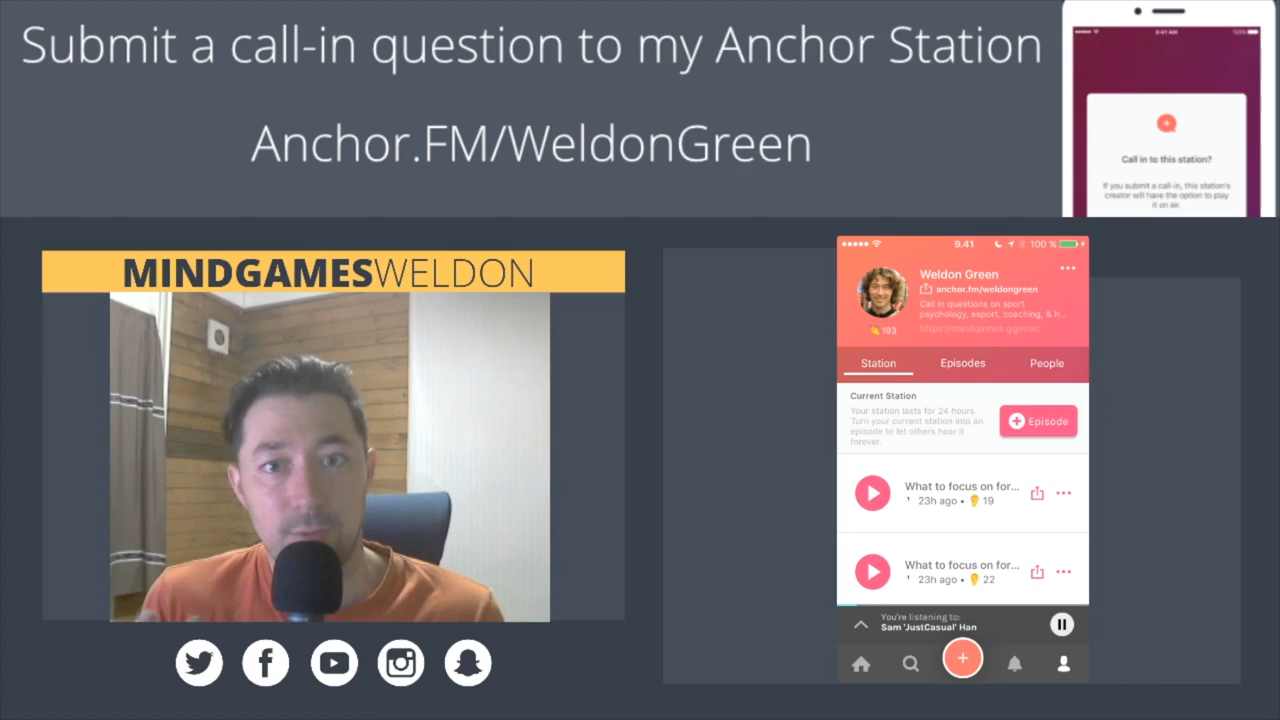 Submit a call-in question to my Anchor Station
Anchor.FM/WeldonGreen
9:41 AM
100%
Call in to this station?
If you submit a call-in, this station's
creator will have the option to play
it on air.
MINDGAMESWELDON
9.41
100 %
Weldon Green
anchor.fm/weldongreen
Call in questions on sport
psychology, esport, coaching, & h...
https://mindgames.gg/mac
193
Station
Episodes
People
Current Station
Your station lasts for 24 hours.
Turn your current station into an
episode to let others hear it
forever.
Episode
What to focus on for...
23h ago • 19
What to focus on for...
23h ago • 22
You're listening to:
Sam 'JustCasual' Han